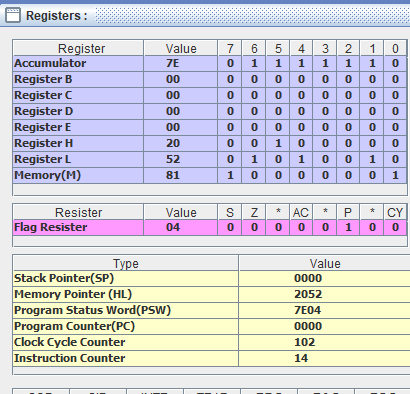 Registers :
Register Value 7 6 5 4 3 2 1 0
Accumulator 7E 0 1 1 1 1 1 1 0
Register B 00 0 0 0 0 0 0 0 0
Register C 00 0 0 0 0 0 0 0 0
Register D 00 0 0 0 0 0 0 0 0
Register E 00 0 0 0 0 0 0 0 0
Register H 20 0 0 1 0 0 0 0 0
Register L 52 0 1 0 1 0 0 1 0
Memory(M) 81 1 0 0 0 0 0 0 1
Resister Value S Z * AC * P * CY
Flag Resister 04 0 0 0 0 0 1 0 0
Type Value
Stack Pointer(SP) 0000
Memory Pointer (HL) 2052
Program Status Word(PSW) 7E04
Program Counter(PC) 0000
Clock Cycle Counter 102
Instruction Counter 14